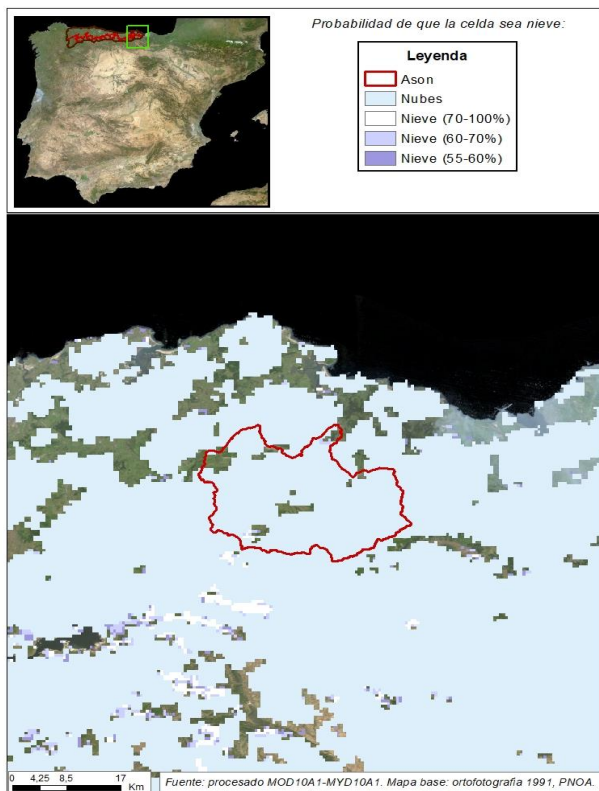 Probabilidad de que la celda sea nieve:
Leyenda
Ason
Nubes
Nieve (70-100%)
Nieve (60-70%)
Nieve (55-60%)
0 4,25 8,5 17
Km
Fuente: procesado MOD10A1-MYD10A1. Mapa base: ortofotografia 1991, PNOA.